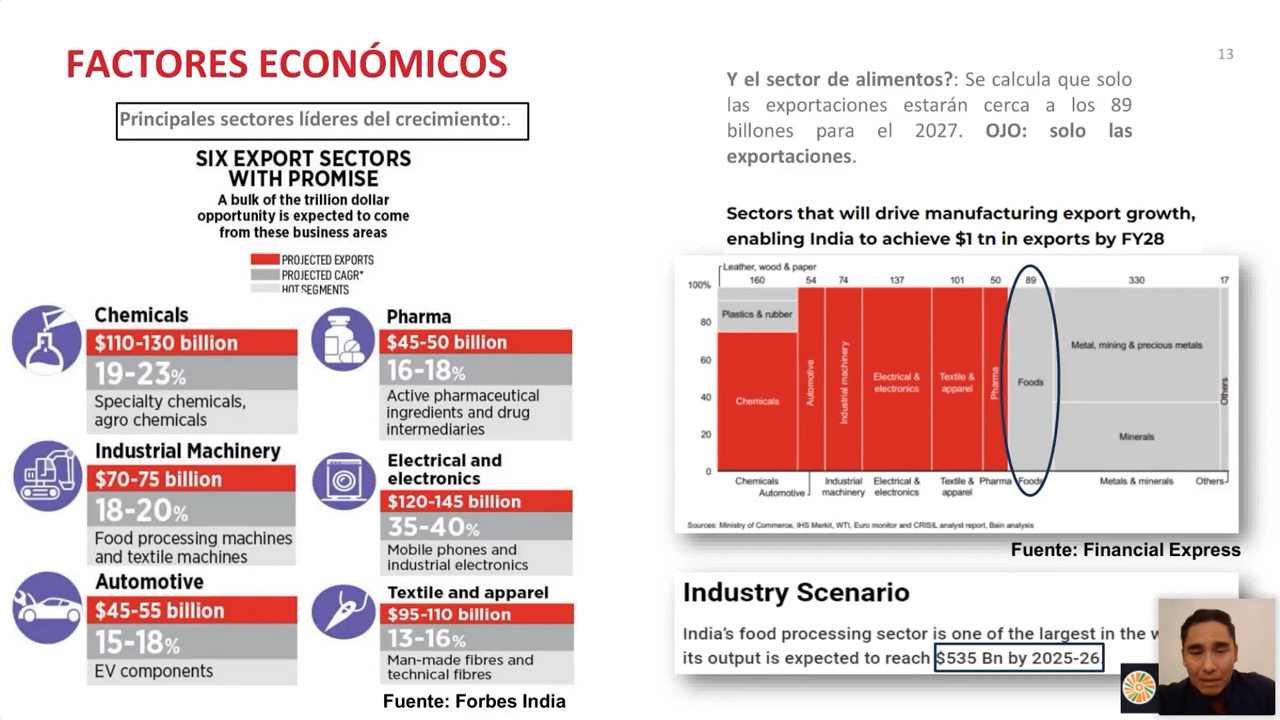 FACTORES ECONÓMICOS
13
Principales sectores líderes del crecimiento:.
SIX EXPORT SECTORS
WITH PROMISE
A bulk of the trillion dollar
opportunity is expected to come
from these business areas
PROJECTED EXPORTS
PROJECTED CAGR*
HOT SEGMENTS
Chemicals
$110-130 billion
19-23%
Specialty chemicals,
agro chemicals
Industrial Machinery
$70-75 billion
18-20%
Food processing machines
and textile machines
Automotive
$45-55 billion
15-18%
EV components
Pharma
$45-50 billion
16-18%
Active pharmaceutical
ingredients and drug
intermediaries
Electrical and
electronics
$120-145 billion
35-40%
Mobile phones and
industrial electronics
Textile and apparel
$95-110 billion
13-16%
Man-made fibres and
technical fibres
Fuente: Forbes India
Y el sector de alimentos?: Se calcula que solo
las exportaciones estarán cerca a los 89
billones para el 2027. OJO: solo las
exportaciones.
Sectors that will drive manufacturing export growth,
enabling India to achieve $1 tn in exports by FY28
Leather, wood & paper
160 54 74 137 101 50 89 330 17
100%
80
60
40
20
0
Plastics & rubber
Chemicals
Automotive
Industrial machinery
Electrical &
electronics
Textile &
apparel
Pharma
Foods
Metal, mining & precious metals
Minerals
Others
Chemicals
Automotive
Industrial
machinery
Electrical &
electronics
Textile &
apparel
Pharma
Foods
Metals & minerals
Others
Sources: Ministry of Commerce, IHS Merkit, WTI, Euro monitor and CRISIL analyst report, Bain analysis
Fuente: Financial Express
Industry Scenario
India's food processing sector is one of the largest in the
its output is expected to reach $535 Bn by 2025-26.